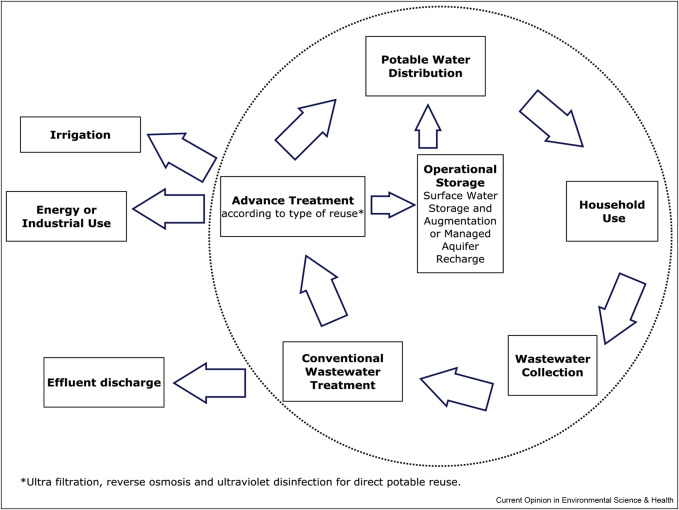 Potable Water
Distribution
Irrigation
Advance Treatment
according to type of reuse*
Operational
Storage
Surface Water
Storage and
Augmentation
or Managed
Aquifer
Recharge
Energy or
Industrial Use
Household
Use
Conventional
Wastewater
Treatment
Wastewater
Collection
Effluent discharge
*Ultra filtration, reverse osmosis and ultraviolet disinfection for direct potable reuse.
Current Opinion in Environmental Science & Health